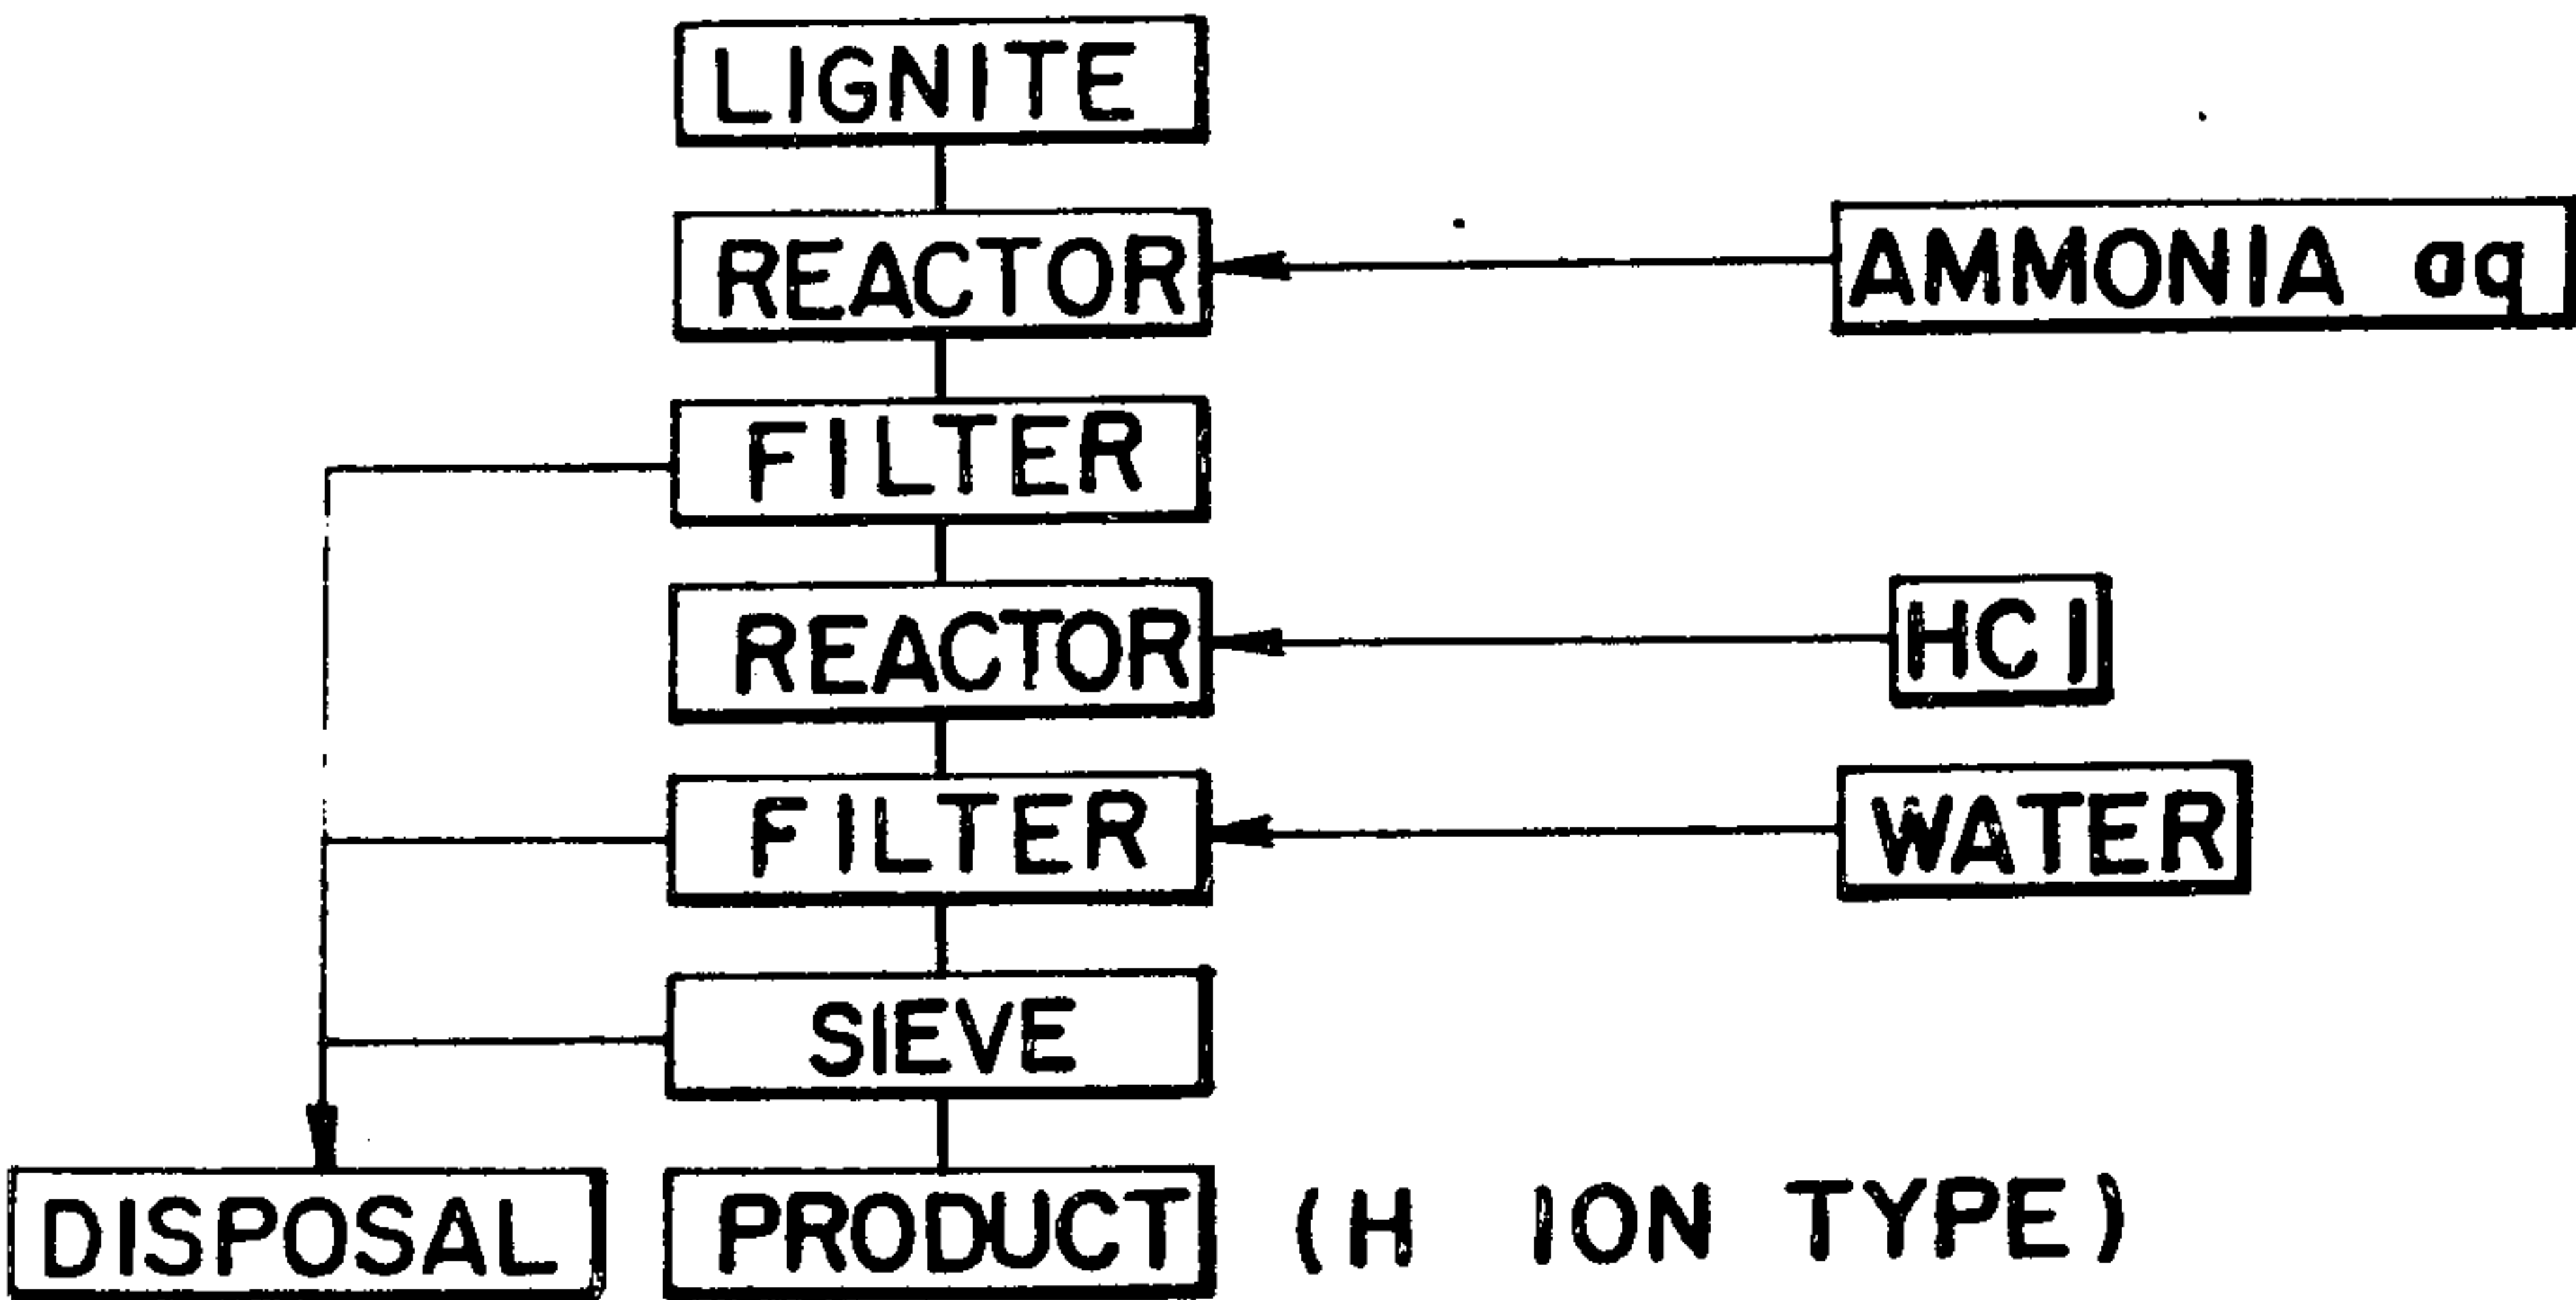 LIGNITE
REACTOR
AMMONIA aq
FILTER
REACTOR
HCl
FILTER
WATER
SIEVE
DISPOSAL
PRODUCT (H ION TYPE)